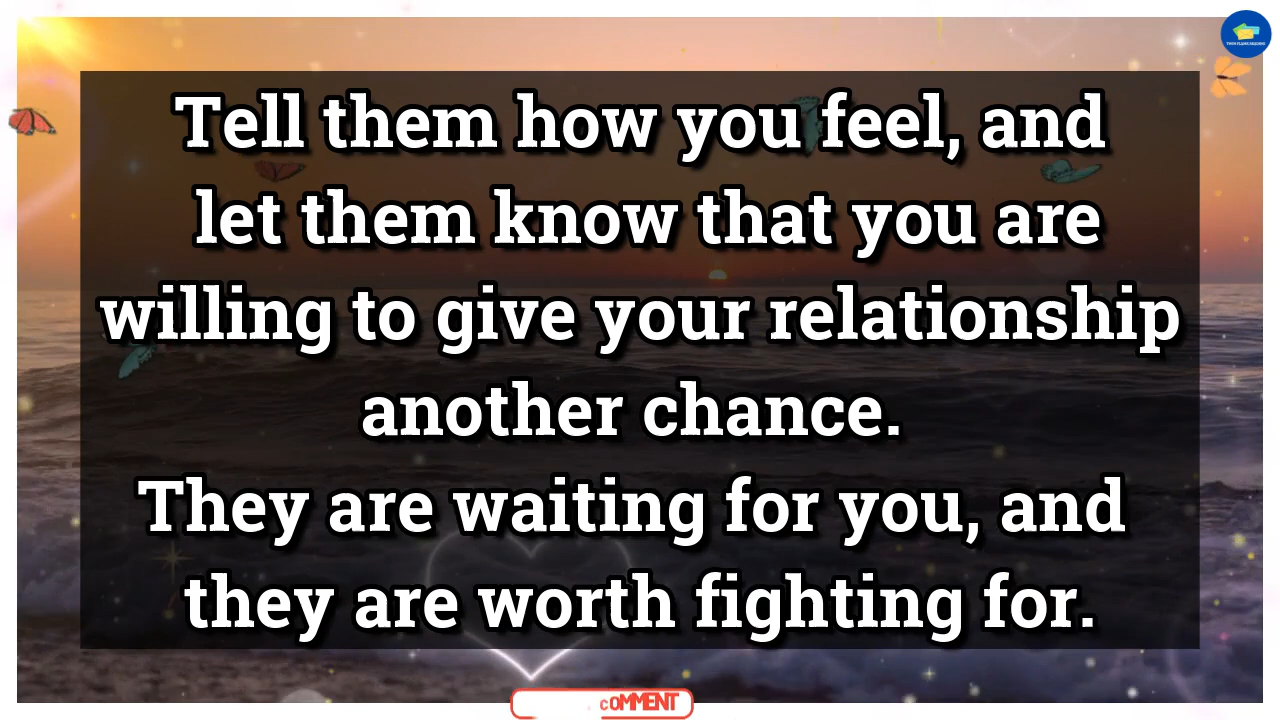 Tell them how you feel, and
let them know that you are
willing to give your relationship
another chance.
They are waiting for you, and
they are worth fighting for.
COMMENT